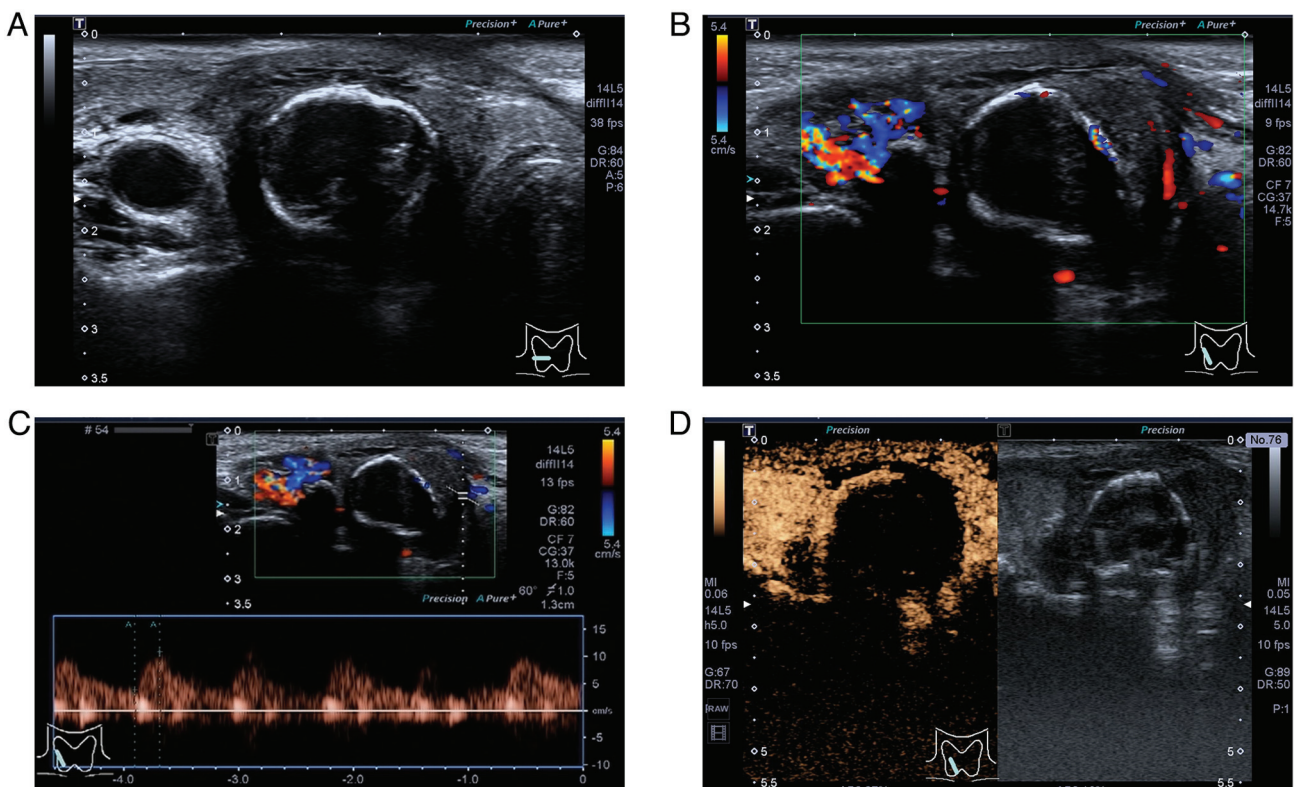 A
T
Precision+ A Pure+
0
14L5
diffII14
38 fps
G:84
DR:60
A:5
P:6
1
2
3
3.5
B
5.4
T
Precision+ A Pure+
0
14L5
diffII14
9 fps
5.4
cm/s
G:82
DR:60
CF 7
CG:37
14.7k
F:5
1
2
3
3.5
C
# 54
T
0
5.4
14L5
diffII14
13 fps
1
G:82
DR:60
5.4
cm/s
2
CF 7
CG:37
13.0k
F:5
3
60° 1.0
Precision A Pure+
3.5
1.3cm
A A
15
10
5
cm/s
-5
-10
-4.0 -3.0 -2.0 -1.0 0
D
T
Precision
T
Precision
No.76
0
0
MI
0.06
14L5
h5.0
10 fps
G:67
DR:70
RAW
MI
0.05
14L5
5.0
10 fps
G:89
DR:50
P:1
5
5
5.5
5.5